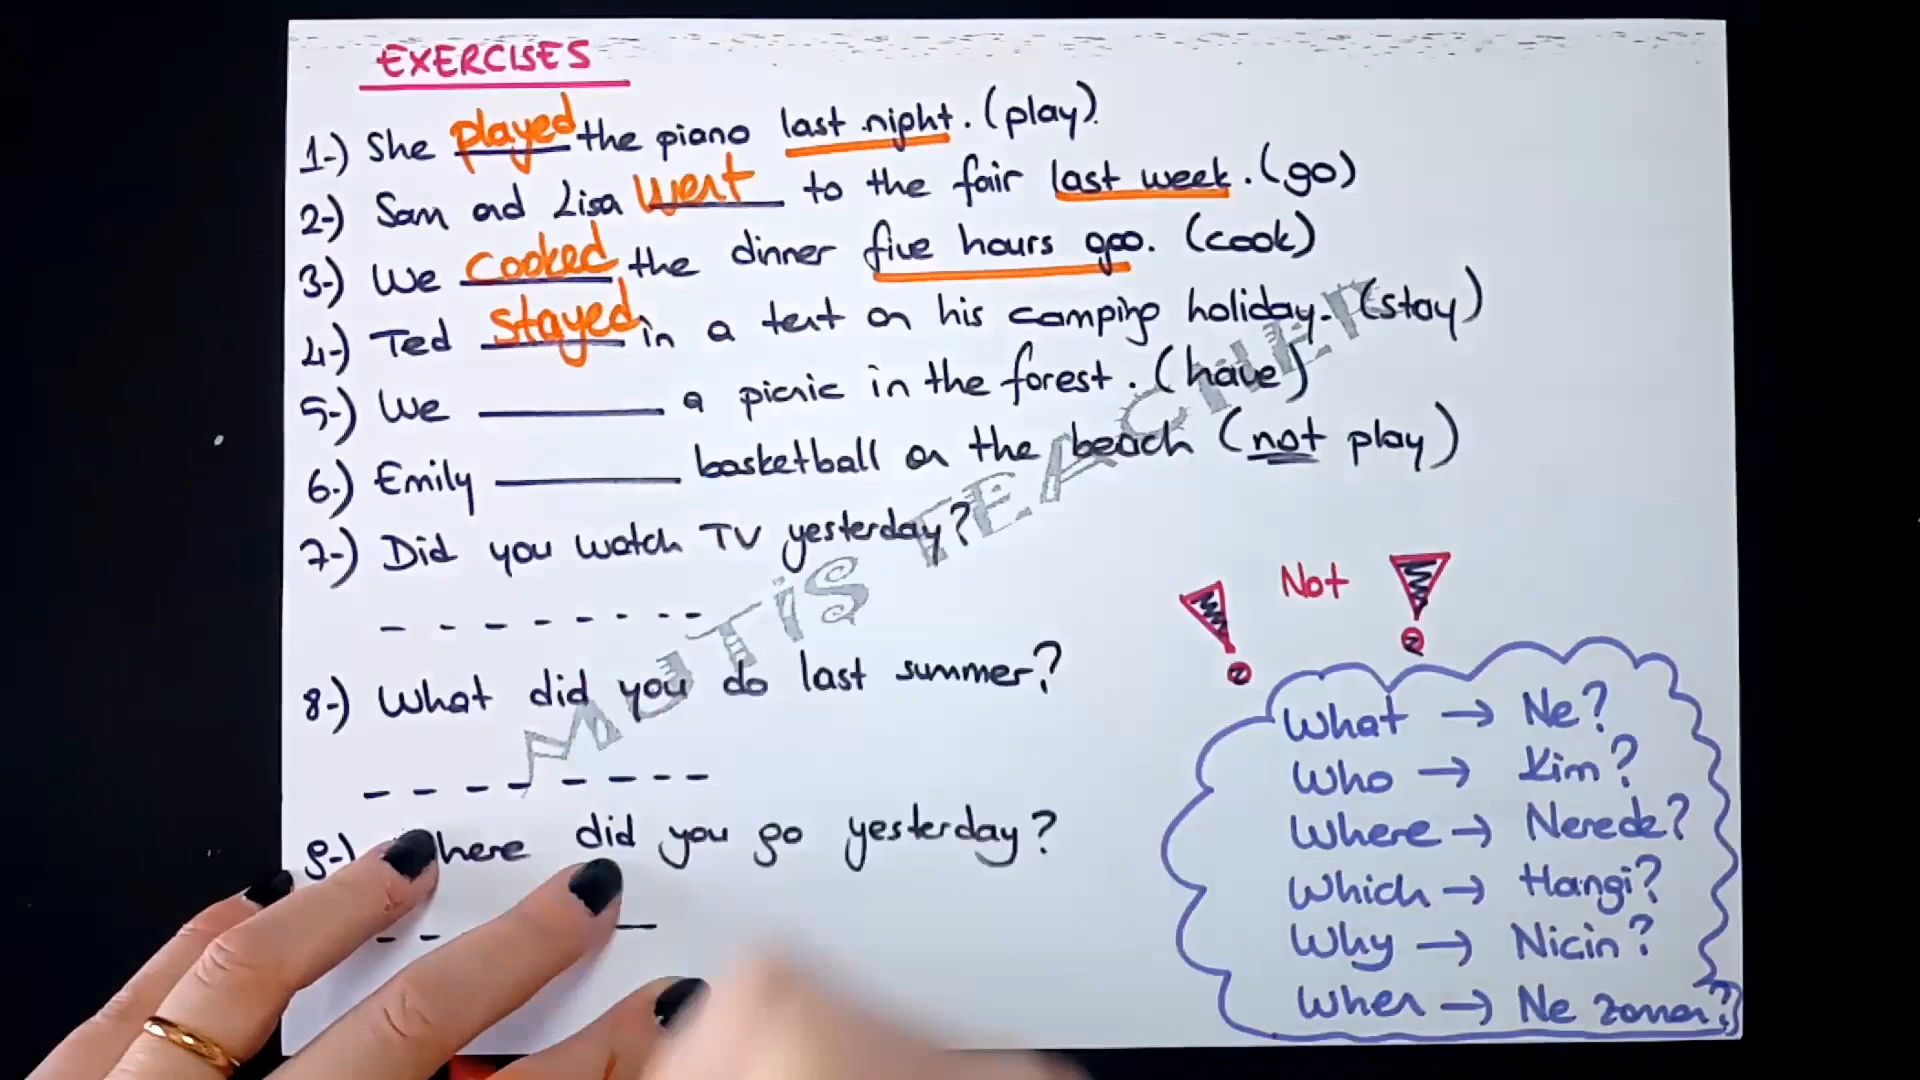 EXERCISES
1-) She played the piano last night. (play)
2-) Sam and Lisa went to the fair last week. (go)
3-) We cooked the dinner five hours ago. (cook)
4-) Ted stayed in a tent on his camping holiday. (stay)
5-) We ________ a picnic in the forest. (have)
6-) Emily ________ basketball on the beach (not play)
7-) Did you watch TV yesterday?
8-) What did you do last summer?
9-) here did you go yesterday?
Not
What → Ne?
Who → Kim?
Where → Nerede?
Which → Hangi?
Why → Nicin?
When → Ne zaman?
MUTIS TEACHER